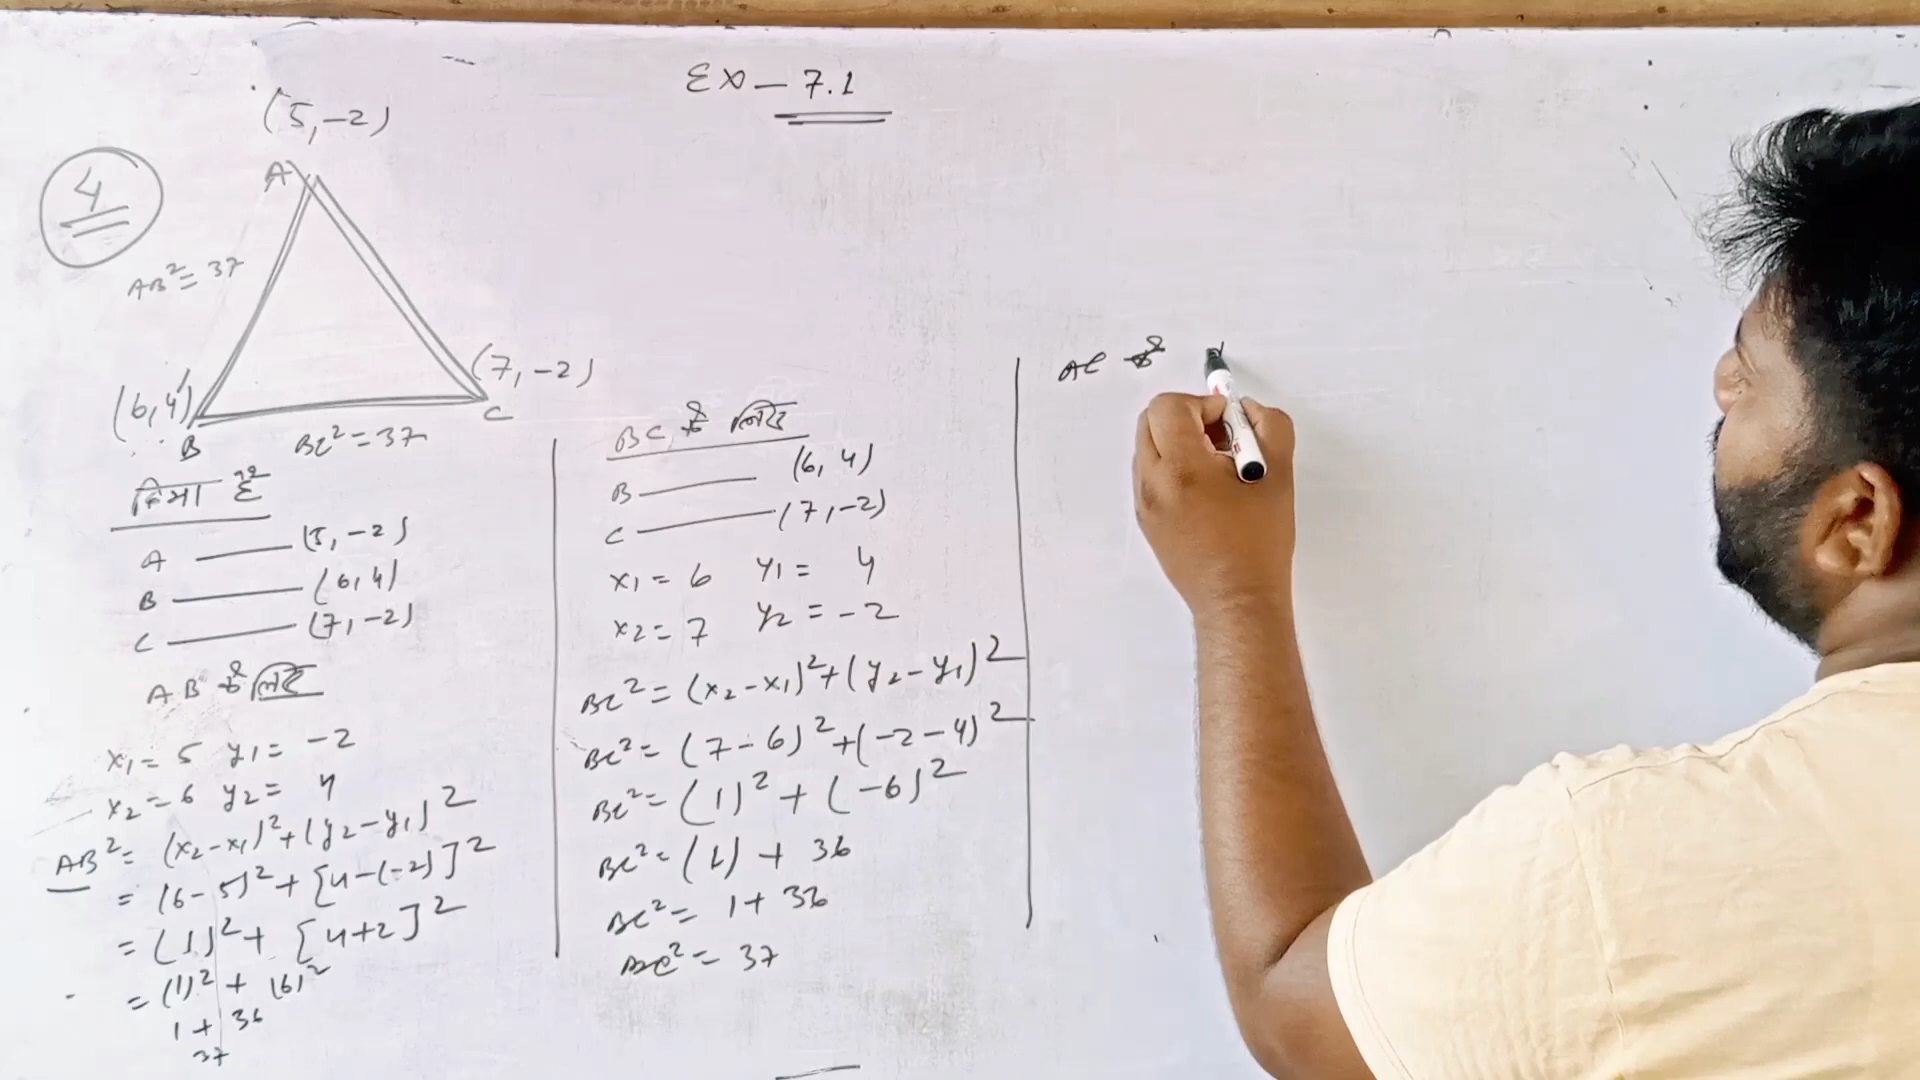 Ex - 7.1
4
(5, -2)
A
AB² = 37
(6, 4)
B
BC² = 37
(7, -2)
C
दिया है
A —— (5, -2)
B —— (6, 4)
C —— (7, -2)
AB के लिए
x₁ = 5 y₁ = -2
x₂ = 6 y₂ = 4
AB² = (x₂-x₁)² + (y₂-y₁)²
= (6-5)² + [4-(-2)]²
= (1)² + [4+2]²
= (1)² + (6)²
1 + 36
37
BC के लिए
B —— (6, 4)
C —— (7, -2)
x₁ = 6 y₁ = 4
x₂ = 7 y₂ = -2
BC² = (x₂-x₁)² + (y₂-y₁)²
BC² = (7-6)² + (-2-4)²
BC² = (1)² + (-6)²
BC² = (1) + 36
BC² = 1 + 36
BC² = 37
AC के